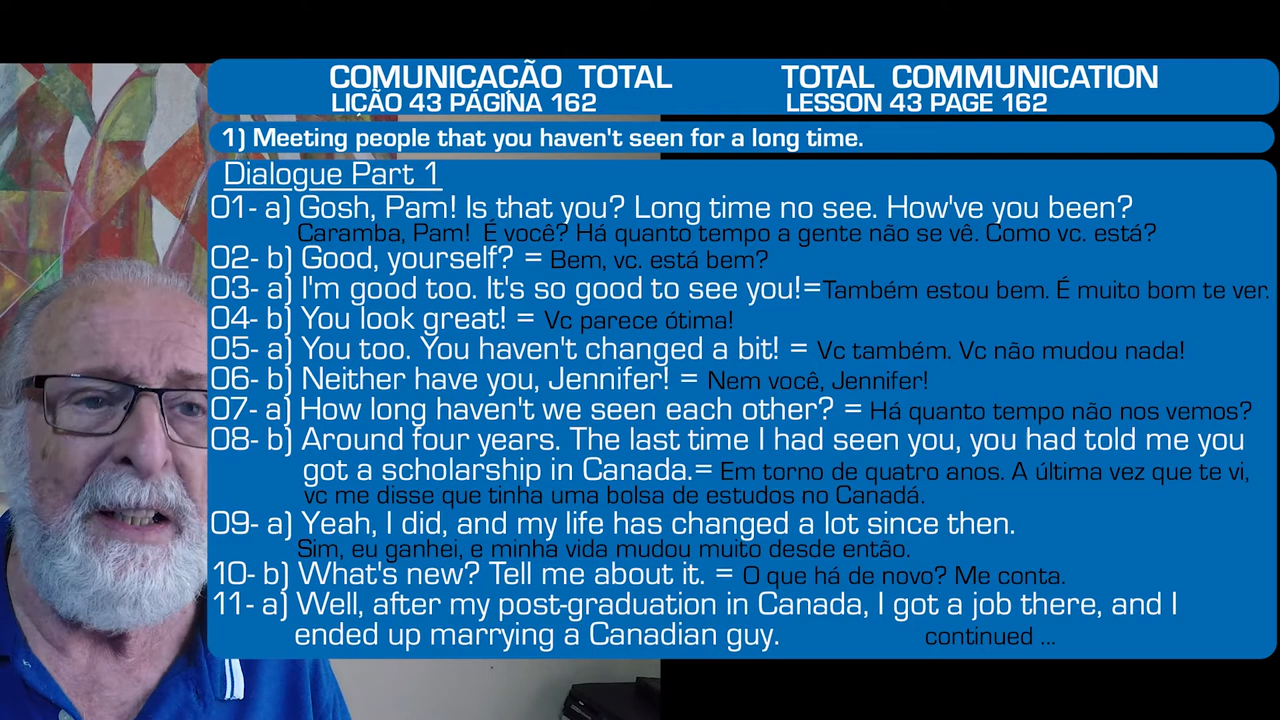 COMUNICAÇÃO TOTAL TOTAL COMMUNICATION
LIÇÃO 43 PÁGINA 162 LESSON 43 PAGE 162
1) Meeting people that you haven't seen for a long time.
Dialogue Part 1
01- a) Gosh, Pam! Is that you? Long time no see. How've you been?
Caramba, Pam! É você? Há quanto tempo a gente não se vê. Como vc. está?
02- b) Good, yourself? = Bem, vc. está bem?
03- a) I'm good too. It's so good to see you!=Também estou bem. É muito bom te ver.
04- b) You look great! = Vc parece ótima!
05- a) You too. You haven't changed a bit! = Vc também. Vc não mudou nada!
06- b) Neither have you, Jennifer! = Nem você, Jennifer!
07- a) How long haven't we seen each other? = Há quanto tempo não nos vemos?
08- b) Around four years. The last time I had seen you, you had told me you
got a scholarship in Canada.= Em torno de quatro anos. A última vez que te vi,
vc me disse que tinha uma bolsa de estudos no Canadá.
09- a) Yeah, I did, and my life has changed a lot since then.
Sim, eu ganhei, e minha vida mudou muito desde então.
10- b) What's new? Tell me about it. = O que há de novo? Me conta.
11- a) Well, after my post-graduation in Canada, I got a job there, and I
ended up marrying a Canadian guy. continued ...